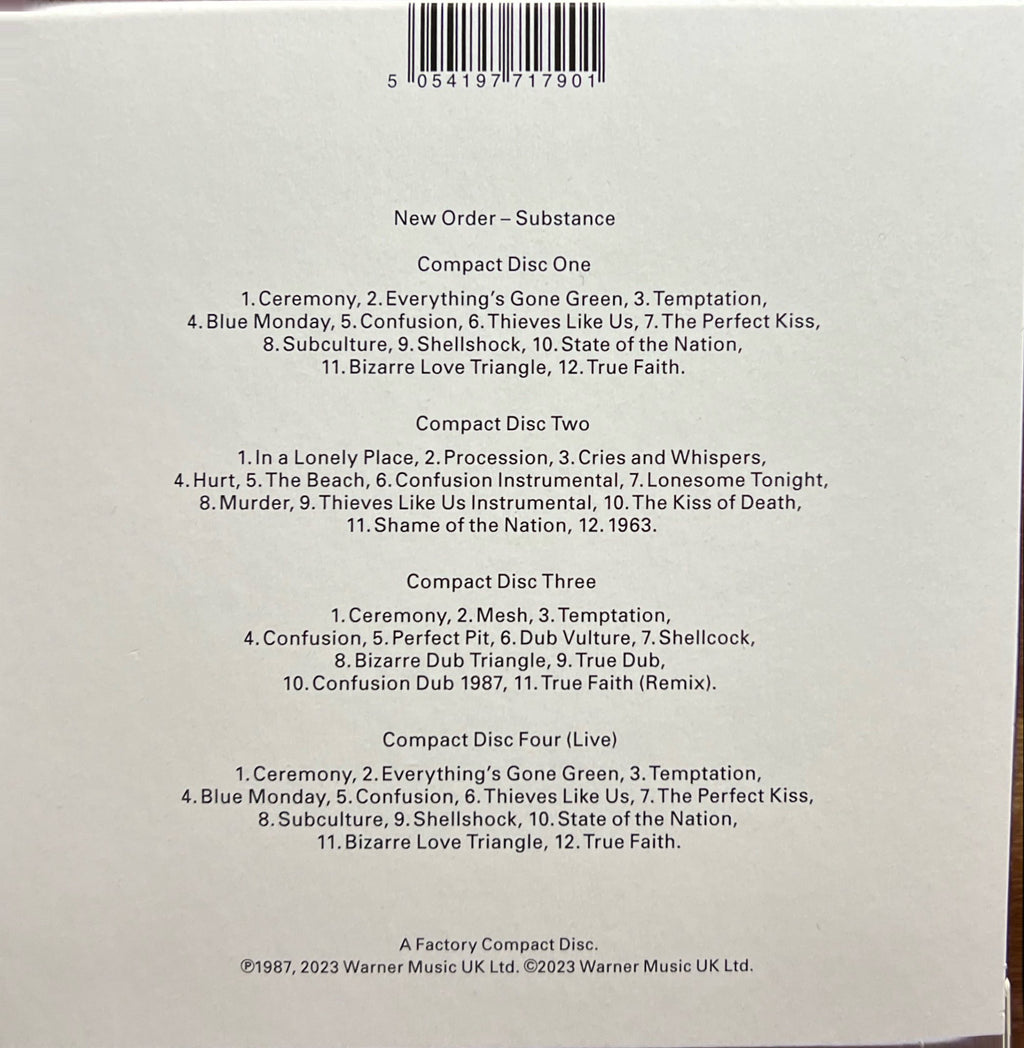 5 054197 717901
New Order – Substance
Compact Disc One
1. Ceremony, 2. Everything's Gone Green, 3. Temptation,
4. Blue Monday, 5. Confusion, 6. Thieves Like Us, 7. The Perfect Kiss,
8. Subculture, 9. Shellshock, 10. State of the Nation,
11. Bizarre Love Triangle, 12. True Faith.
Compact Disc Two
1. In a Lonely Place, 2. Procession, 3. Cries and Whispers,
4. Hurt, 5. The Beach, 6. Confusion Instrumental, 7. Lonesome Tonight,
8. Murder, 9. Thieves Like Us Instrumental, 10. The Kiss of Death,
11. Shame of the Nation, 12. 1963.
Compact Disc Three
1. Ceremony, 2. Mesh, 3. Temptation,
4. Confusion, 5. Perfect Pit, 6. Dub Vulture, 7. Shellcock,
8. Bizarre Dub Triangle, 9. True Dub,
10. Confusion Dub 1987, 11. True Faith (Remix).
Compact Disc Four (Live)
1. Ceremony, 2. Everything's Gone Green, 3. Temptation,
4. Blue Monday, 5. Confusion, 6. Thieves Like Us, 7. The Perfect Kiss,
8. Subculture, 9. Shellshock, 10. State of the Nation,
11. Bizarre Love Triangle, 12. True Faith.
A Factory Compact Disc.
℗1987, 2023 Warner Music UK Ltd. ©2023 Warner Music UK Ltd.